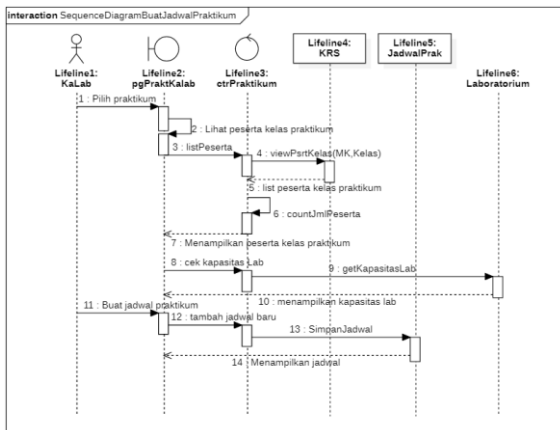 interaction SequenceDiagramBuatJadwalPraktikum
Lifeline1: KaLab
Lifeline2: pgPraktKalab
Lifeline3: ctrPraktikum
Lifeline4: KRS
Lifeline5: JadwalPrak
Lifeline6: Laboratorium
1 : Pilih praktikum
2 : Lihat peserta kelas praktikum
3 : listPeserta
4 : viewPsrtKelas(MK,Kelas)
5 : list peserta kelas praktikum
6 : countJmlPeserta
7 : Menampilkan peserta kelas praktikum
8 : cek kapasitas Lab
9 : getKapasitasLab
10 : menampilkan kapasitas lab
11 : Buat jadwal praktikum
12 : tambah jadwal baru
13 : SimpanJadwal
14 : Menampilkan jadwal